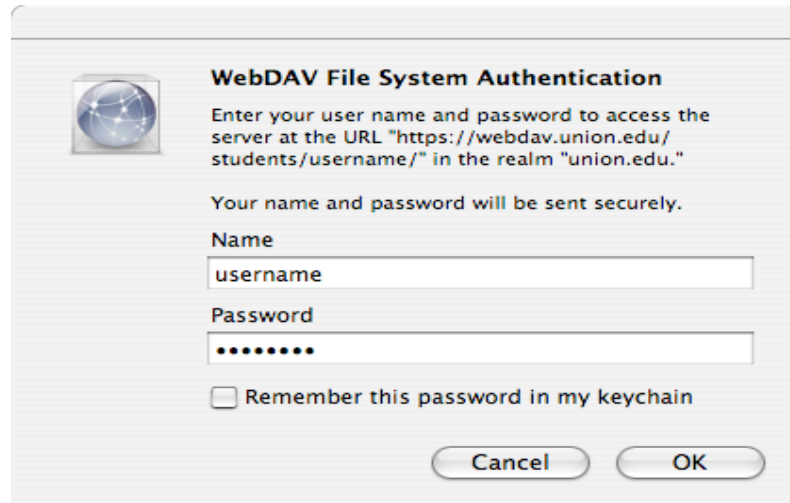 WebDAV File System Authentication
Enter your user name and password to access the
server at the URL "https://webdav.union.edu/
students/username/" in the realm "union.edu."
Your name and password will be sent securely.
Name
username
Password
••••••••
Remember this password in my keychain
Cancel OK